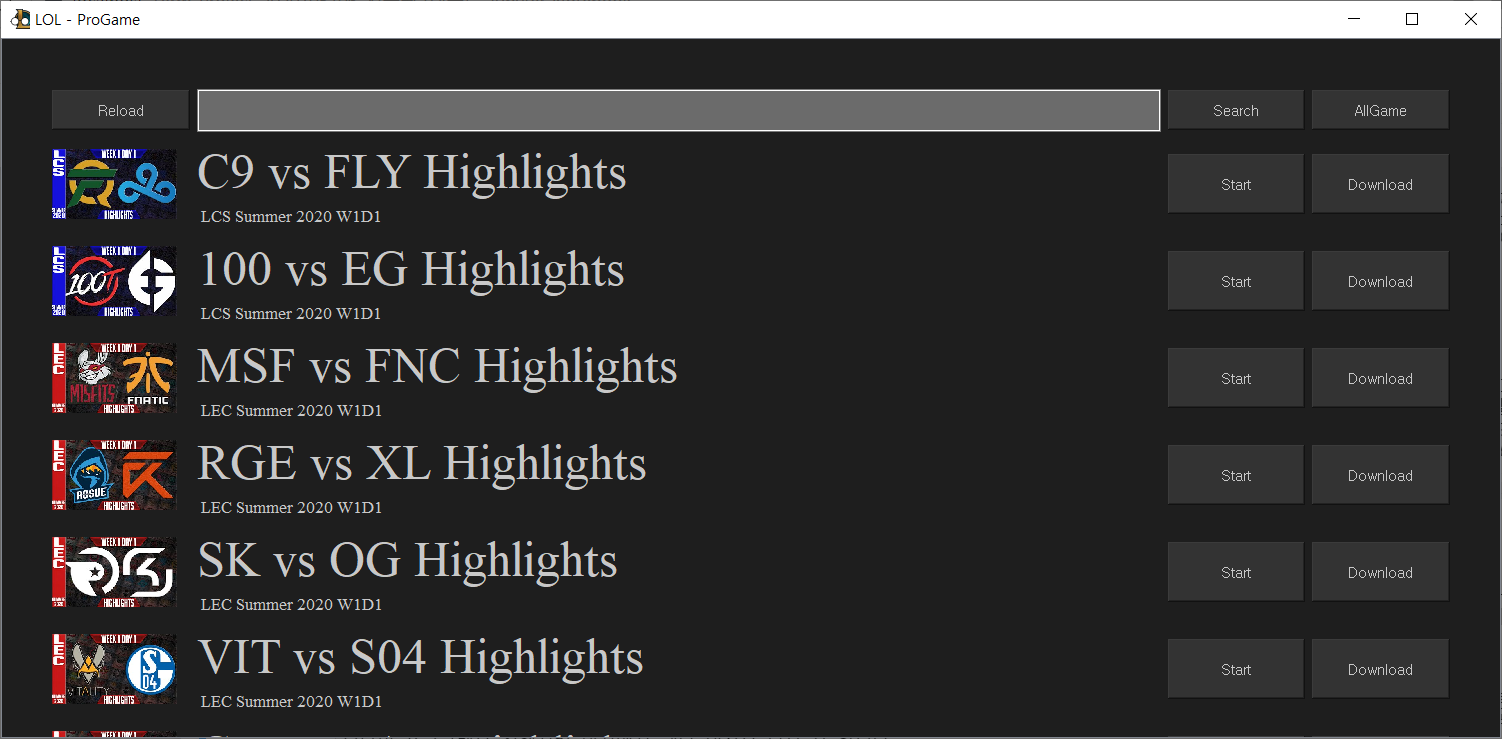 LOL - ProGame
Reload
Search
AllGame
LCS
WEEK 1 DAY 1
HIGHLIGHTS
C9 vs FLY Highlights
LCS Summer 2020 W1D1
Start
Download
LCS
WEEK 1 DAY 1
100T
HIGHLIGHTS
100 vs EG Highlights
LCS Summer 2020 W1D1
Start
Download
LEC
WEEK 1 DAY 1
MISFITS
FNATIC
HIGHLIGHTS
MSF vs FNC Highlights
LEC Summer 2020 W1D1
Start
Download
LEC
WEEK 1 DAY 1
ROGUE
HIGHLIGHTS
RGE vs XL Highlights
LEC Summer 2020 W1D1
Start
Download
LEC
WEEK 1 DAY 1
HIGHLIGHTS
SK vs OG Highlights
LEC Summer 2020 W1D1
Start
Download
LEC
WEEK 1 DAY 1
VITALITY
S
04
HIGHLIGHTS
VIT vs S04 Highlights
LEC Summer 2020 W1D1
Start
Download